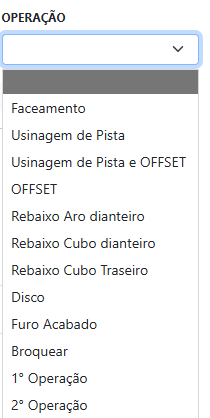 OPERAÇÃO
Faceamento
Usinagem de Pista
Usinagem de Pista e OFFSET
OFFSET
Rebaixo Aro dianteiro
Rebaixo Cubo dianteiro
Rebaixo Cubo Traseiro
Disco
Furo Acabado
Broquear
1° Operação
2° Operação